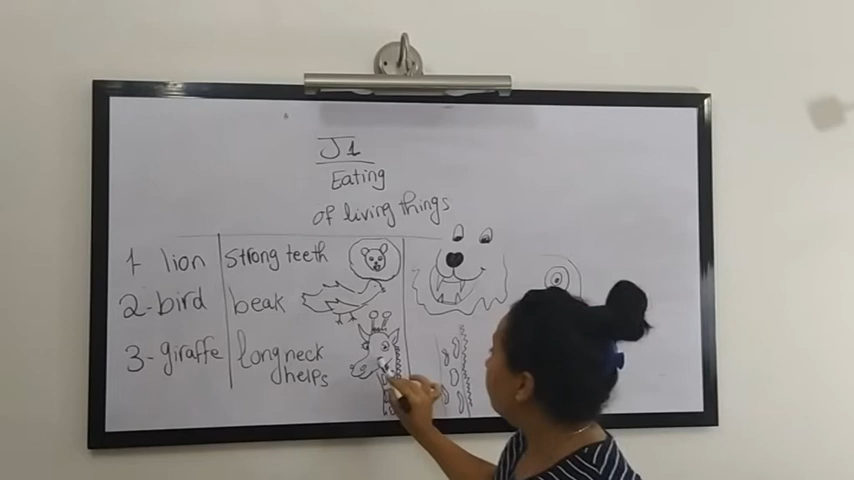 J1
Eating
of living things
1 lion strong teeth
2-bird beak
3-giraffe long neck
helps